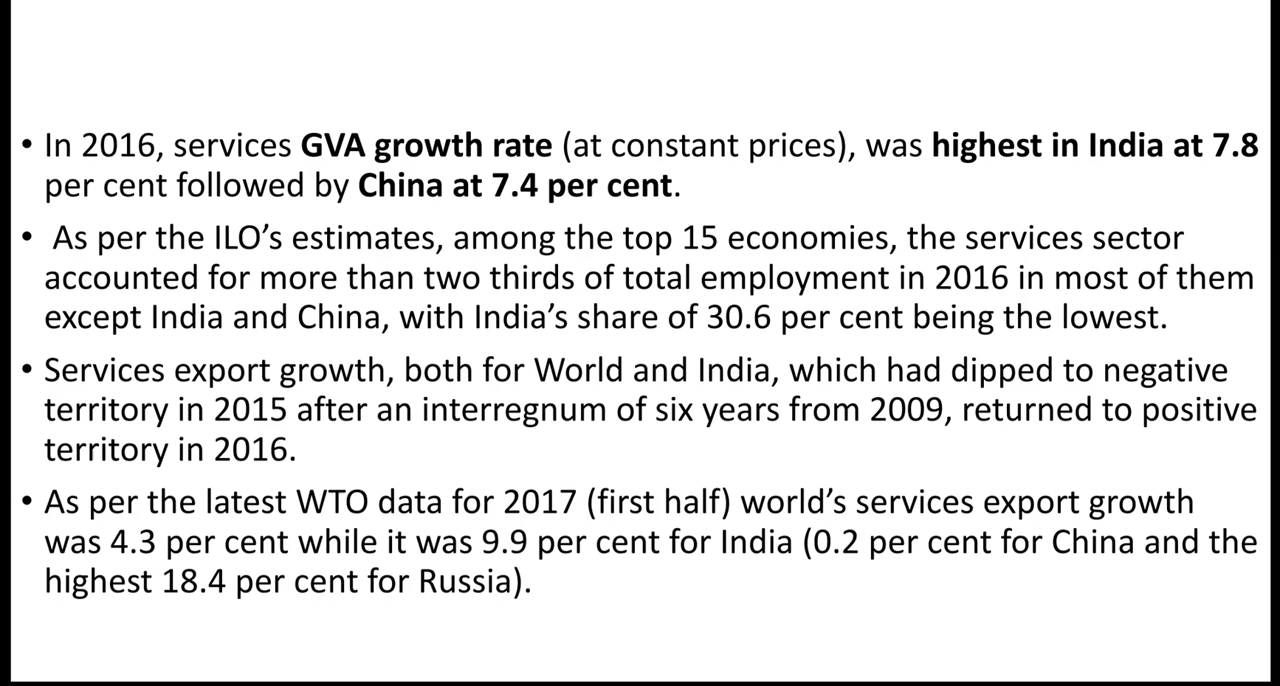 • In 2016, services GVA growth rate (at constant prices), was highest in India at 7.8
per cent followed by China at 7.4 per cent.
• As per the ILO’s estimates, among the top 15 economies, the services sector
accounted for more than two thirds of total employment in 2016 in most of them
except India and China, with India’s share of 30.6 per cent being the lowest.
• Services export growth, both for World and India, which had dipped to negative
territory in 2015 after an interregnum of six years from 2009, returned to positive
territory in 2016.
• As per the latest WTO data for 2017 (first half) world’s services export growth
was 4.3 per cent while it was 9.9 per cent for India (0.2 per cent for China and the
highest 18.4 per cent for Russia).